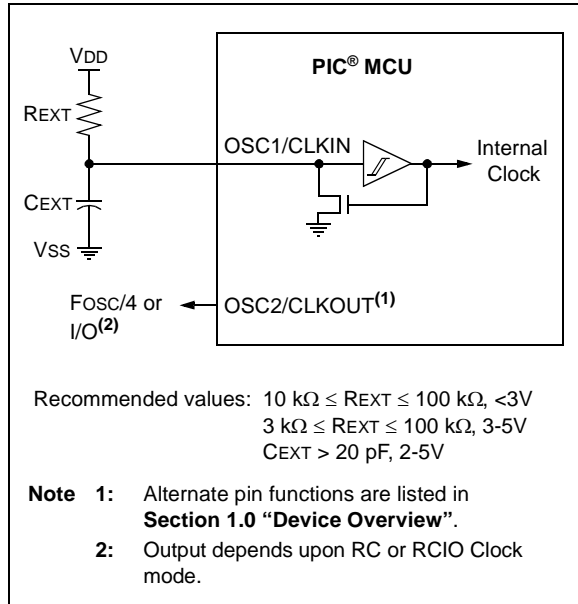 VDD
PIC® MCU
REXT
OSC1/CLKIN
Internal
Clock
CEXT
VSS
FOSC/4 or
I/O(2)
OSC2/CLKOUT(1)
Recommended values: 10 kΩ ≤ REXT ≤ 100 kΩ, <3V
3 kΩ ≤ REXT ≤ 100 kΩ, 3-5V
CEXT > 20 pF, 2-5V
Note 1: Alternate pin functions are listed in
Section 1.0 “Device Overview”.
2: Output depends upon RC or RCIO Clock
mode.